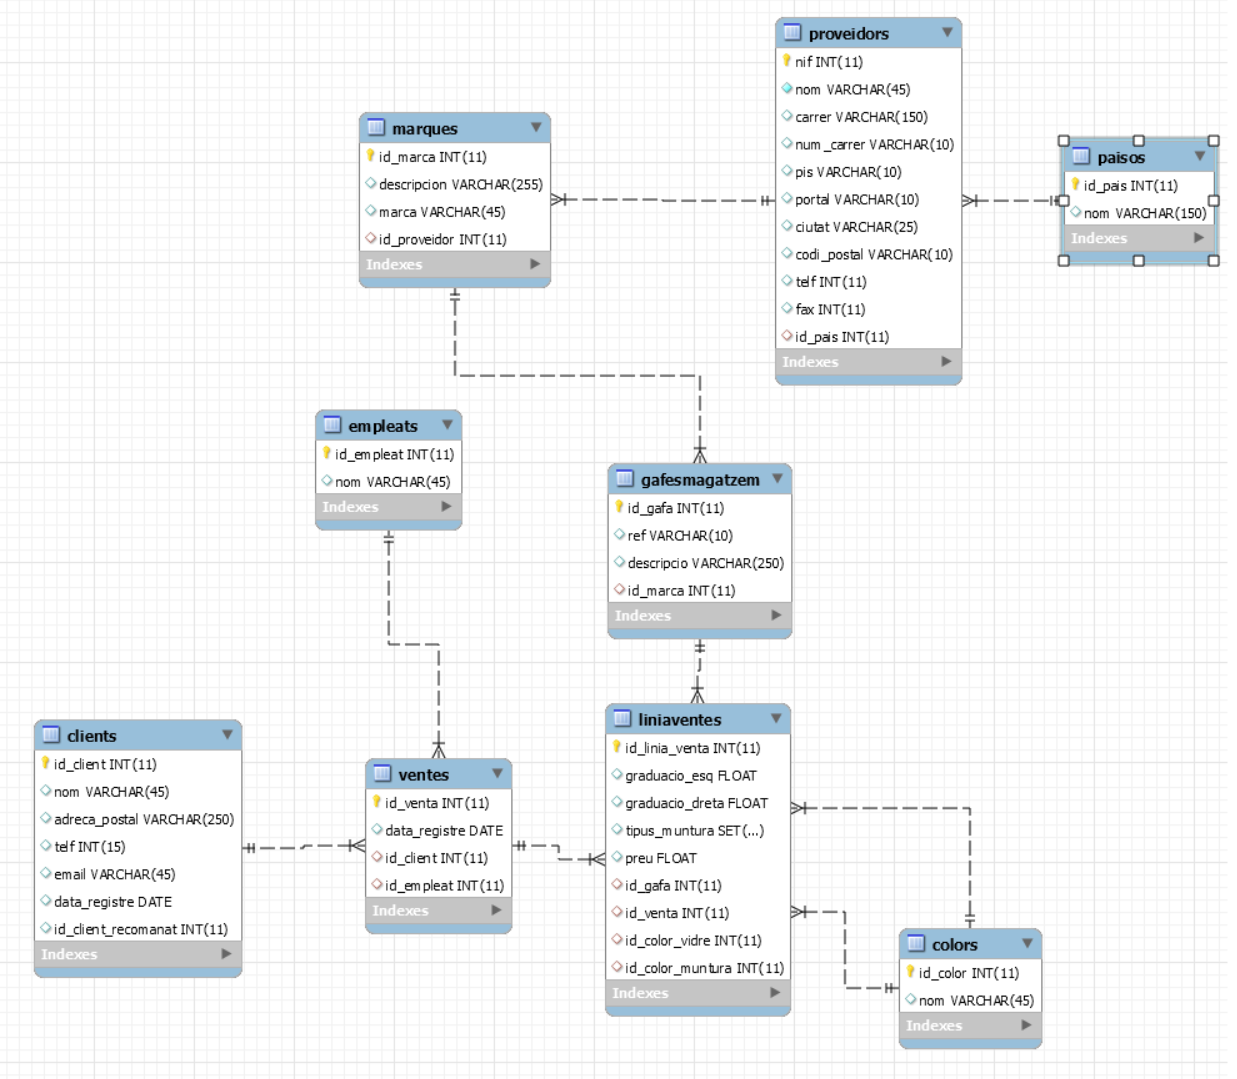 proveidors
nif INT(11)
nom VARCHAR(45)
carrer VARCHAR(150)
num_carrer VARCHAR(10)
pis VARCHAR(10)
portal VARCHAR(10)
ciutat VARCHAR(25)
codi_postal VARCHAR(10)
telf INT(11)
fax INT(11)
id_pais INT(11)
Indexes
marques
id_marca INT(11)
descripcion VARCHAR(255)
marca VARCHAR(45)
id_proveidor INT(11)
Indexes
paisos
id_pais INT(11)
nom VARCHAR(150)
Indexes
empleats
id_empleat INT(11)
nom VARCHAR(45)
Indexes
gafesmagatzem
id_gafa INT(11)
ref VARCHAR(10)
descripcio VARCHAR(250)
id_marca INT(11)
Indexes
clients
id_client INT(11)
nom VARCHAR(45)
adreca_postal VARCHAR(250)
telf INT(15)
email VARCHAR(45)
data_registre DATE
id_client_recomanat INT(11)
Indexes
ventes
id_venta INT(11)
data_registre DATE
id_client INT(11)
id_empleat INT(11)
Indexes
liniaventes
id_linia_venta INT(11)
graduacio_esq FLOAT
graduacio_dreta FLOAT
tipus_muntura SET(...)
preu FLOAT
id_gafa INT(11)
id_venta INT(11)
id_color_vidre INT(11)
id_color_muntura INT(11)
Indexes
colors
id_color INT(11)
nom VARCHAR(45)
Indexes